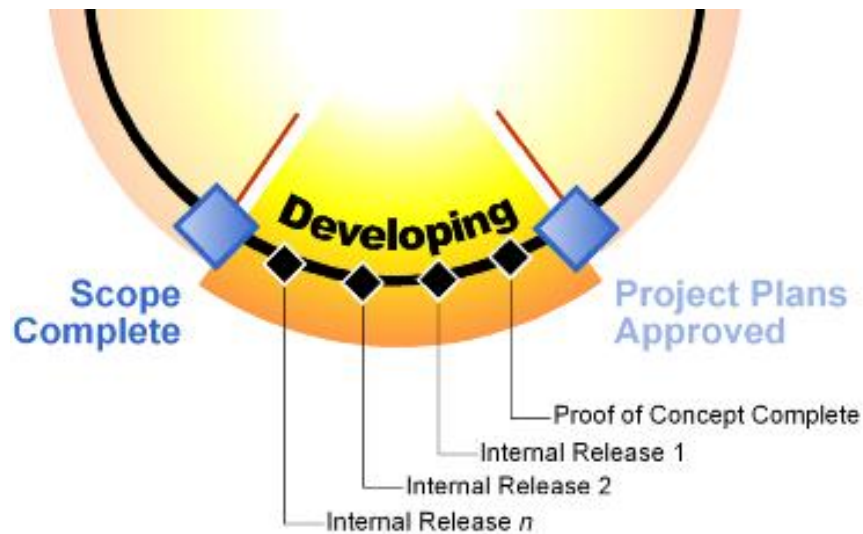 Developing
Scope
Complete
Project Plans
Approved
Proof of Concept Complete
Internal Release 1
Internal Release 2
Internal Release n